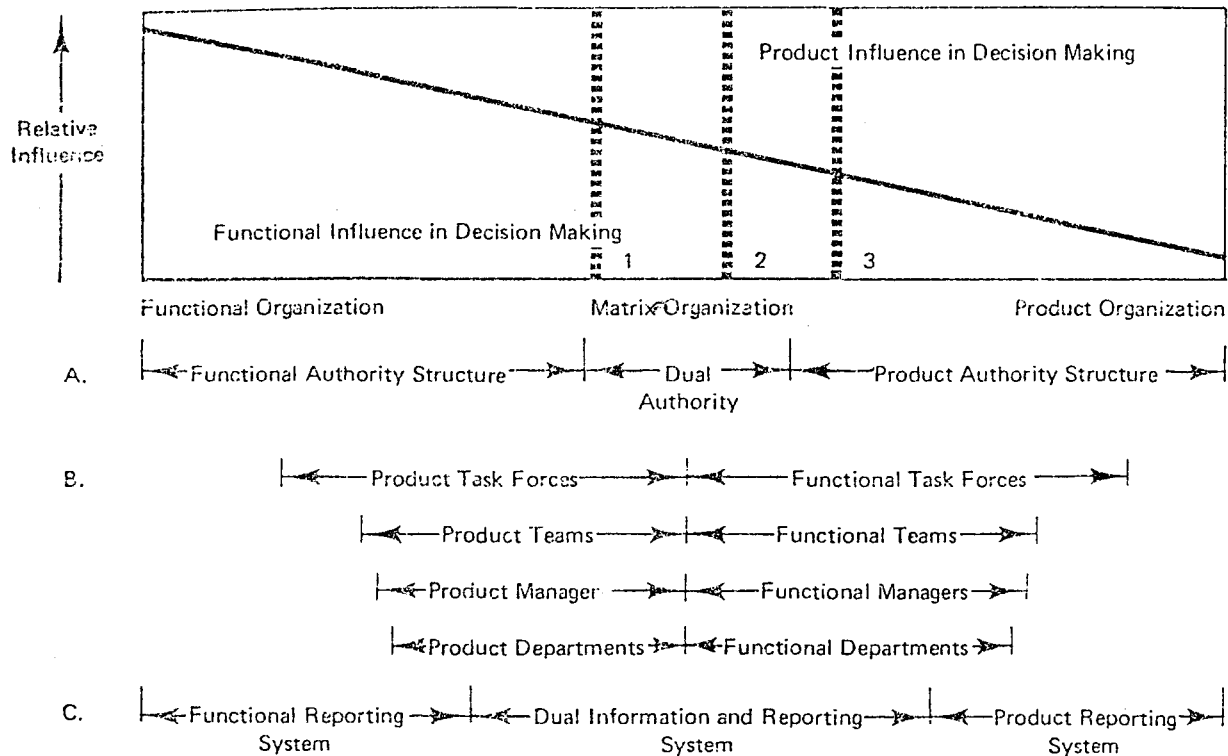 Product Influence in Decision Making
Relative
Influence
Functional Influence in Decision Making
1
2
3
Functional Organization
Matrix Organization
Product Organization
A.
Functional Authority Structure
Dual
Authority
Product Authority Structure
B.
Product Task Forces
Functional Task Forces
Product Teams
Functional Teams
Product Manager
Functional Managers
Product Departments
Functional Departments
C.
Functional Reporting
System
Dual Information and Reporting
System
Product Reporting
System